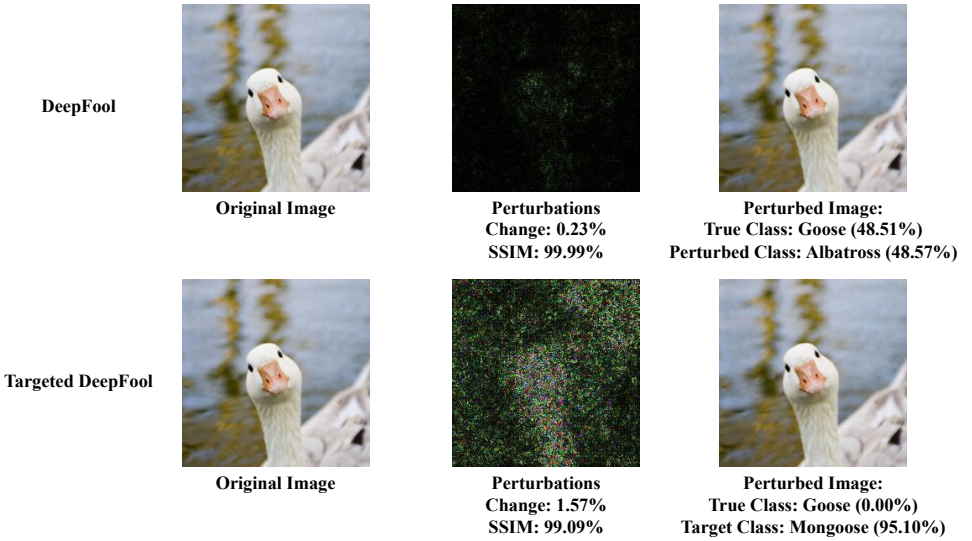 DeepFool
Original Image
Perturbations
Change: 0.23%
SSIM: 99.99%
Perturbed Image:
True Class: Goose (48.51%)
Perturbed Class: Albatross (48.57%)
Targeted DeepFool
Original Image
Perturbations
Change: 1.57%
SSIM: 99.09%
Perturbed Image:
True Class: Goose (0.00%)
Target Class: Mongoose (95.10%)